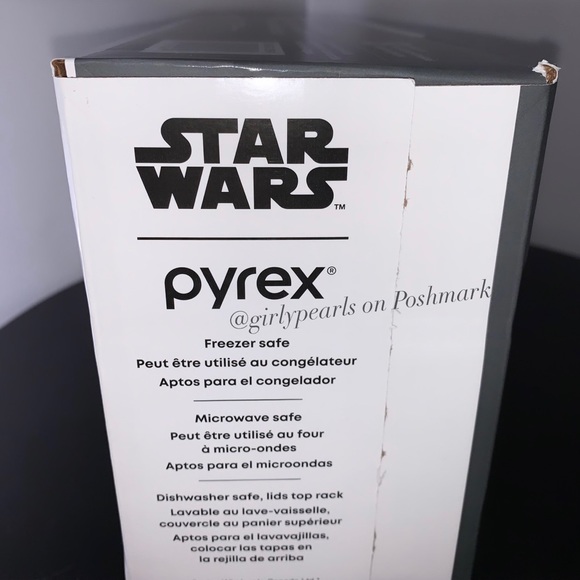 STAR
WARS™
pyrex®
@girlypearls on Poshmark
Freezer safe
Peut être utilisé au congélateur
Aptos para el congelador
Microwave safe
Peut être utilisé au four
à micro-ondes
Aptos para el microondas
Dishwasher safe, lids top rack
Lavable au lave-vaisselle,
couvercle au panier supérieur
Aptos para el lavavajillas,
colocar las tapas en
la rejilla de arriba